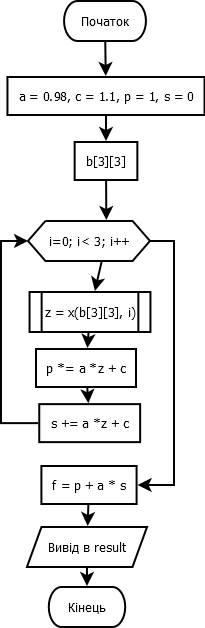 Початок
a = 0.98, c = 1.1, p = 1, s = 0
b[3][3]
i=0; i< 3; i++
z = x(b[3][3], i)
p *= a *z + c
s += a *z + c
f = p + a * s
Вивід в result
Кінець